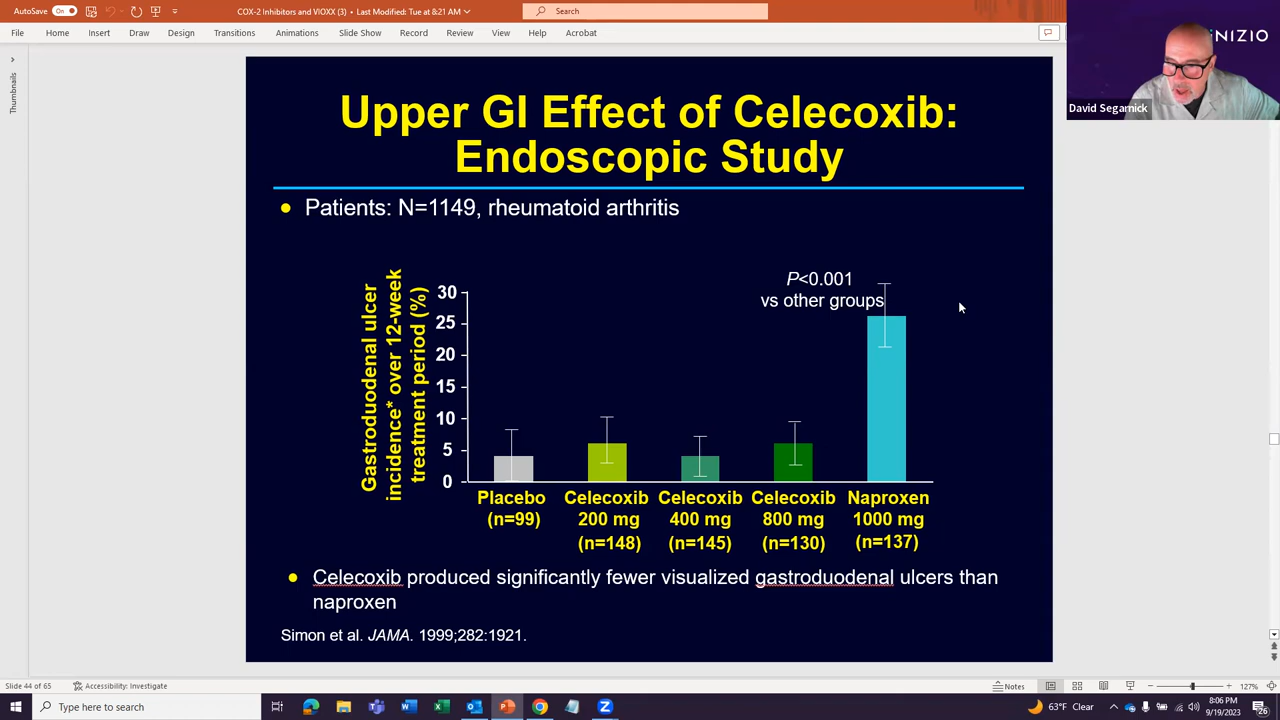 AutoSave On COX-2 Inhibitors and VIOXX (3) • Last Modified: Tue at 8:21 AM Search
File Home Insert Draw Design Transitions Animations Slide Show Record Review View Help Acrobat
INIZIO
David Segarnick
Thumbnails
Upper GI Effect of Celecoxib:
Endoscopic Study
Patients: N=1149, rheumatoid arthritis
Gastroduodenal ulcer
incidence* over 12-week
treatment period (%)
30
25
20
15
10
5
0
P<0.001
vs other groups
Placebo
(n=99)
Celecoxib
200 mg
(n=148)
Celecoxib
400 mg
(n=145)
Celecoxib
800 mg
(n=130)
Naproxen
1000 mg
(n=137)
Celecoxib produced significantly fewer visualized gastroduodenal ulcers than
naproxen
Simon et al. JAMA. 1999;282:1921.
Slide 44 of 65 Accessibility: Investigate Notes 127%
Type here to search 63°F Clear 8:06 PM
9/19/2023 26